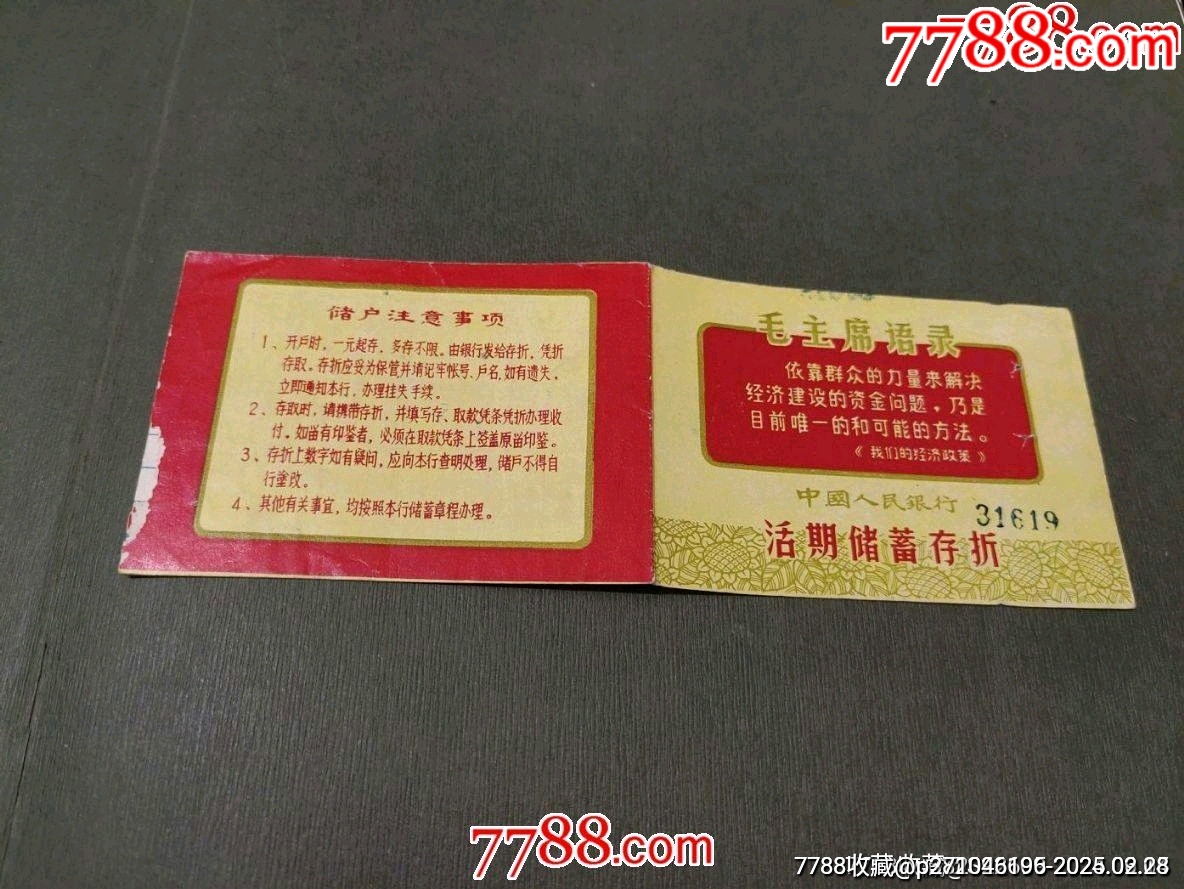 7788.com
储户注意事项
1、开户时，一元起存，多存不限。由银行发给存折，凭折
存取。存折应妥为保管并请记牢帐号、户名，如有遗失，
立即通知本行，办理挂失手续。
2、存取时，请携带存折，并填写存、取款凭条凭折办理收
付。如留有印鉴者，必须在取款凭条上签盖原留印鉴。
3、存折上数字如有疑问，应向本行查明处理，储户不得自
行塗改。
4、其他有关事宜，均按照本行储蓄章程办理。
毛主席语录
依靠群众的力量来解决
经济建设的资金问题，乃是
目前唯一的和可能的方法。
《我们的经济政策》
中國人民銀行
31619
活期储蓄存折
7788.com
7788收藏